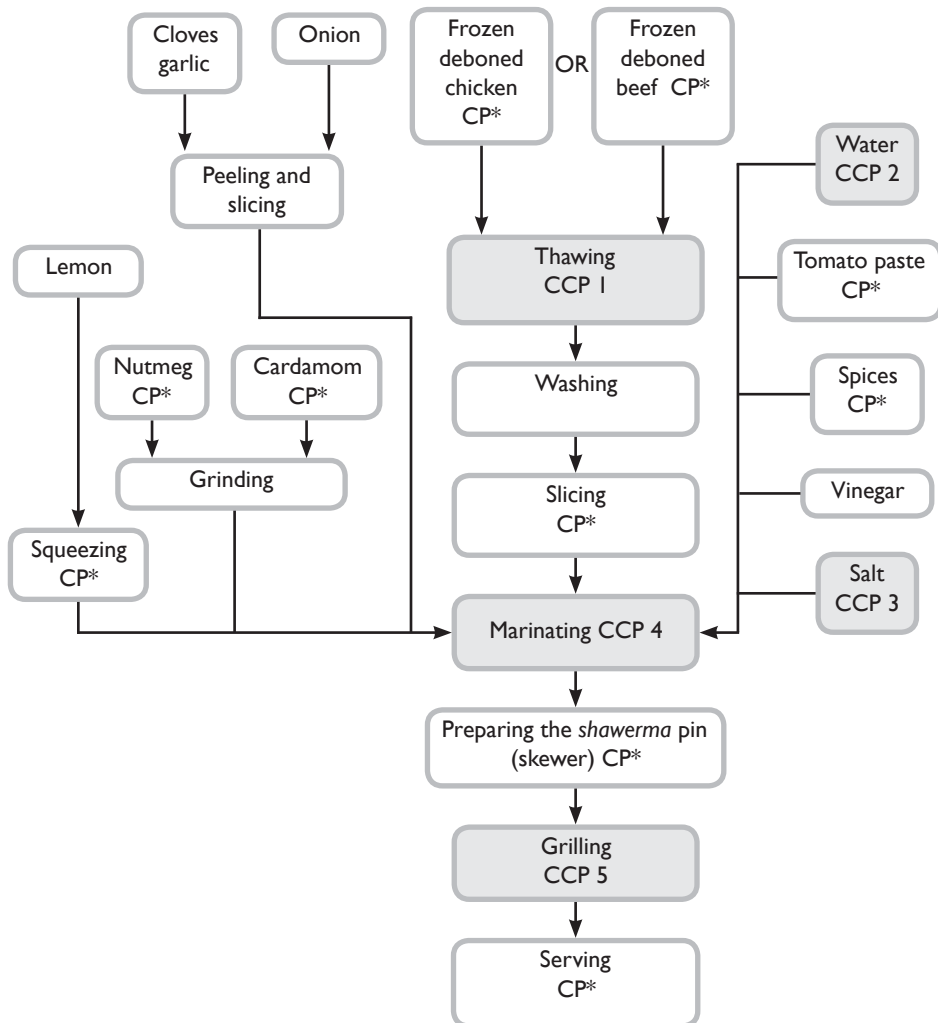 Cloves
garlic
Onion
Frozen
deboned
chicken
CP*
OR
Frozen
deboned
beef CP*
Water
CCP 2
Peeling and
slicing
Lemon
Thawing
CCP 1
Tomato paste
CP*
Nutmeg
CP*
Cardamom
CP*
Washing
Spices
CP*
Grinding
Slicing
CP*
Vinegar
Squeezing
CP*
Salt
CCP 3
Marinating CCP 4
Preparing the shawerma pin
(skewer) CP*
Grilling
CCP 5
Serving
CP*